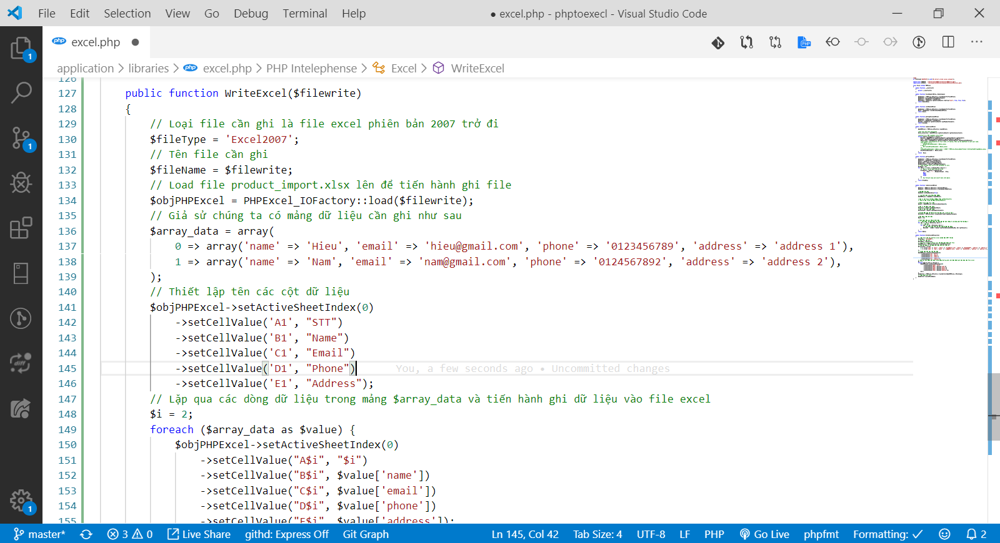 File Edit Selection View Go Debug Terminal Help ● excel.php - phptoexecl - Visual Studio Code
php excel.php ●
application > libraries > php excel.php > PHP Intelephense > Excel > WriteExcel
126
127 public function WriteExcel($filewrite)
128 {
129 // Loại file cần ghi là file excel phiên bản 2007 trở đi
130 $fileType = 'Excel2007';
131 // Tên file cần ghi
132 $fileName = $filewrite;
133 // Load file product_import.xlsx lên để tiến hành ghi file
134 $objPHPExcel = PHPExcel_IOFactory::load($filewrite);
135 // Giả sử chúng ta có mảng dữ liệu cần ghi như sau
136 $array_data = array(
137 0 => array('name' => 'Hieu', 'email' => 'hieu@gmail.com', 'phone' => '0123456789', 'address' => 'address 1'),
138 1 => array('name' => 'Nam', 'email' => 'nam@gmail.com', 'phone' => '0124567892', 'address' => 'address 2'),
139 );
140 // Thiết lập tên các cột dữ liệu
141 $objPHPExcel->setActiveSheetIndex(0)
142 ->setCellValue('A1', "STT")
143 ->setCellValue('B1', "Name")
144 ->setCellValue('C1', "Email")
145 ->setCellValue('D1', "Phone") You, a few seconds ago • Uncommitted changes
146 ->setCellValue('E1', "Address");
147 // Lặp qua các dòng dữ liệu trong mảng $array_data và tiến hành ghi dữ liệu vào file excel
148 $i = 2;
149 foreach ($array_data as $value) {
150 $objPHPExcel->setActiveSheetIndex(0)
151 ->setCellValue("A$i", "$i")
152 ->setCellValue("B$i", $value['name'])
153 ->setCellValue("C$i", $value['email'])
154 ->setCellValue("D$i", $value['phone'])
155 ->setCellValue("E$i", $value['address']);
1
1
1
master* 3 0 Live Share githd: Express Off Git Graph Ln 145, Col 42 Tab Size: 4 UTF-8 LF PHP Go Live phpfmt Formatting: ✓ 2